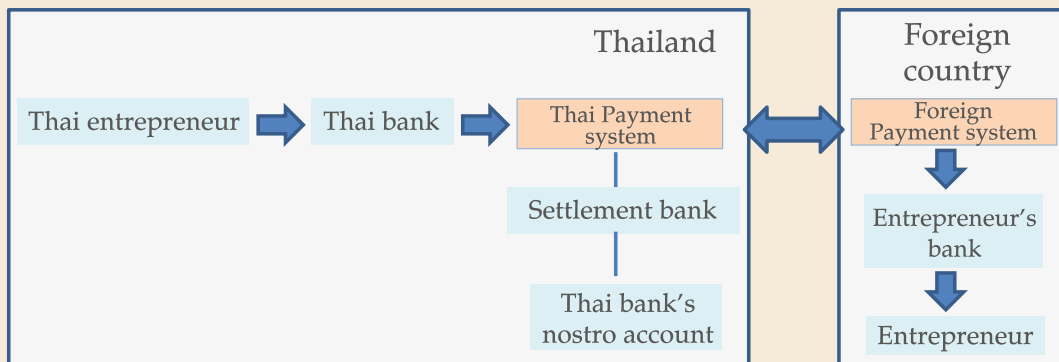 Thailand
Foreign
country
Thai entrepreneur
Thai bank
Thai Payment
system
Foreign
Payment system
Settlement bank
Entrepreneur’s
bank
Thai bank’s
nostro account
Entrepreneur